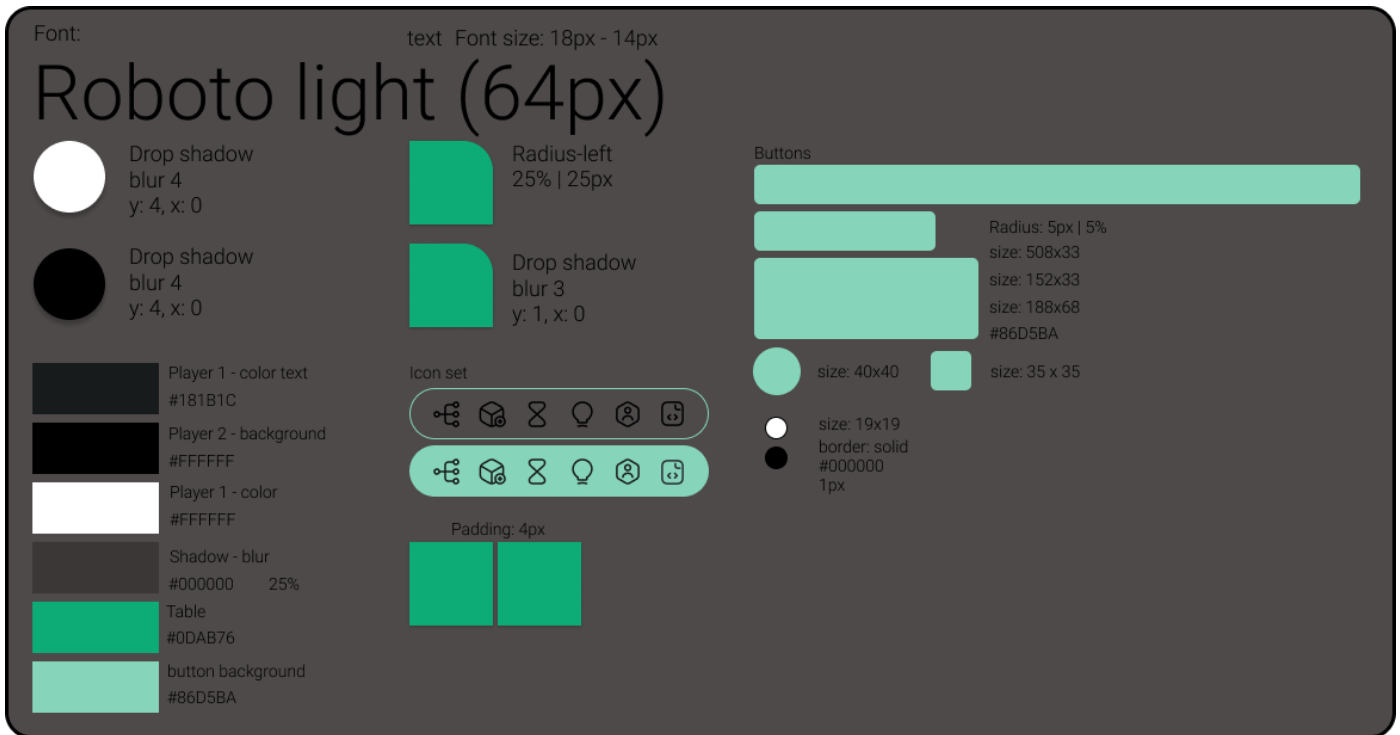 Font:
text Font size: 18px - 14px
Roboto light (64px)
Drop shadow
blur 4
y: 4, x: 0
Drop shadow
blur 4
y: 4, x: 0
Radius-left
25% | 25px
Drop shadow
blur 3
y: 1, x: 0
Buttons
Radius: 5px | 5%
size: 508x33
size: 152x33
size: 188x68
#86D5BA
size: 40x40
size: 35 x 35
size: 19x19
border: solid
#000000
1px
Player 1 - color text
#181B1C
Player 2 - background
#FFFFFF
Player 1 - color
#FFFFFF
Shadow - blur
#000000 25%
Table
#0DAB76
button background
#86D5BA
Icon set
Padding: 4px